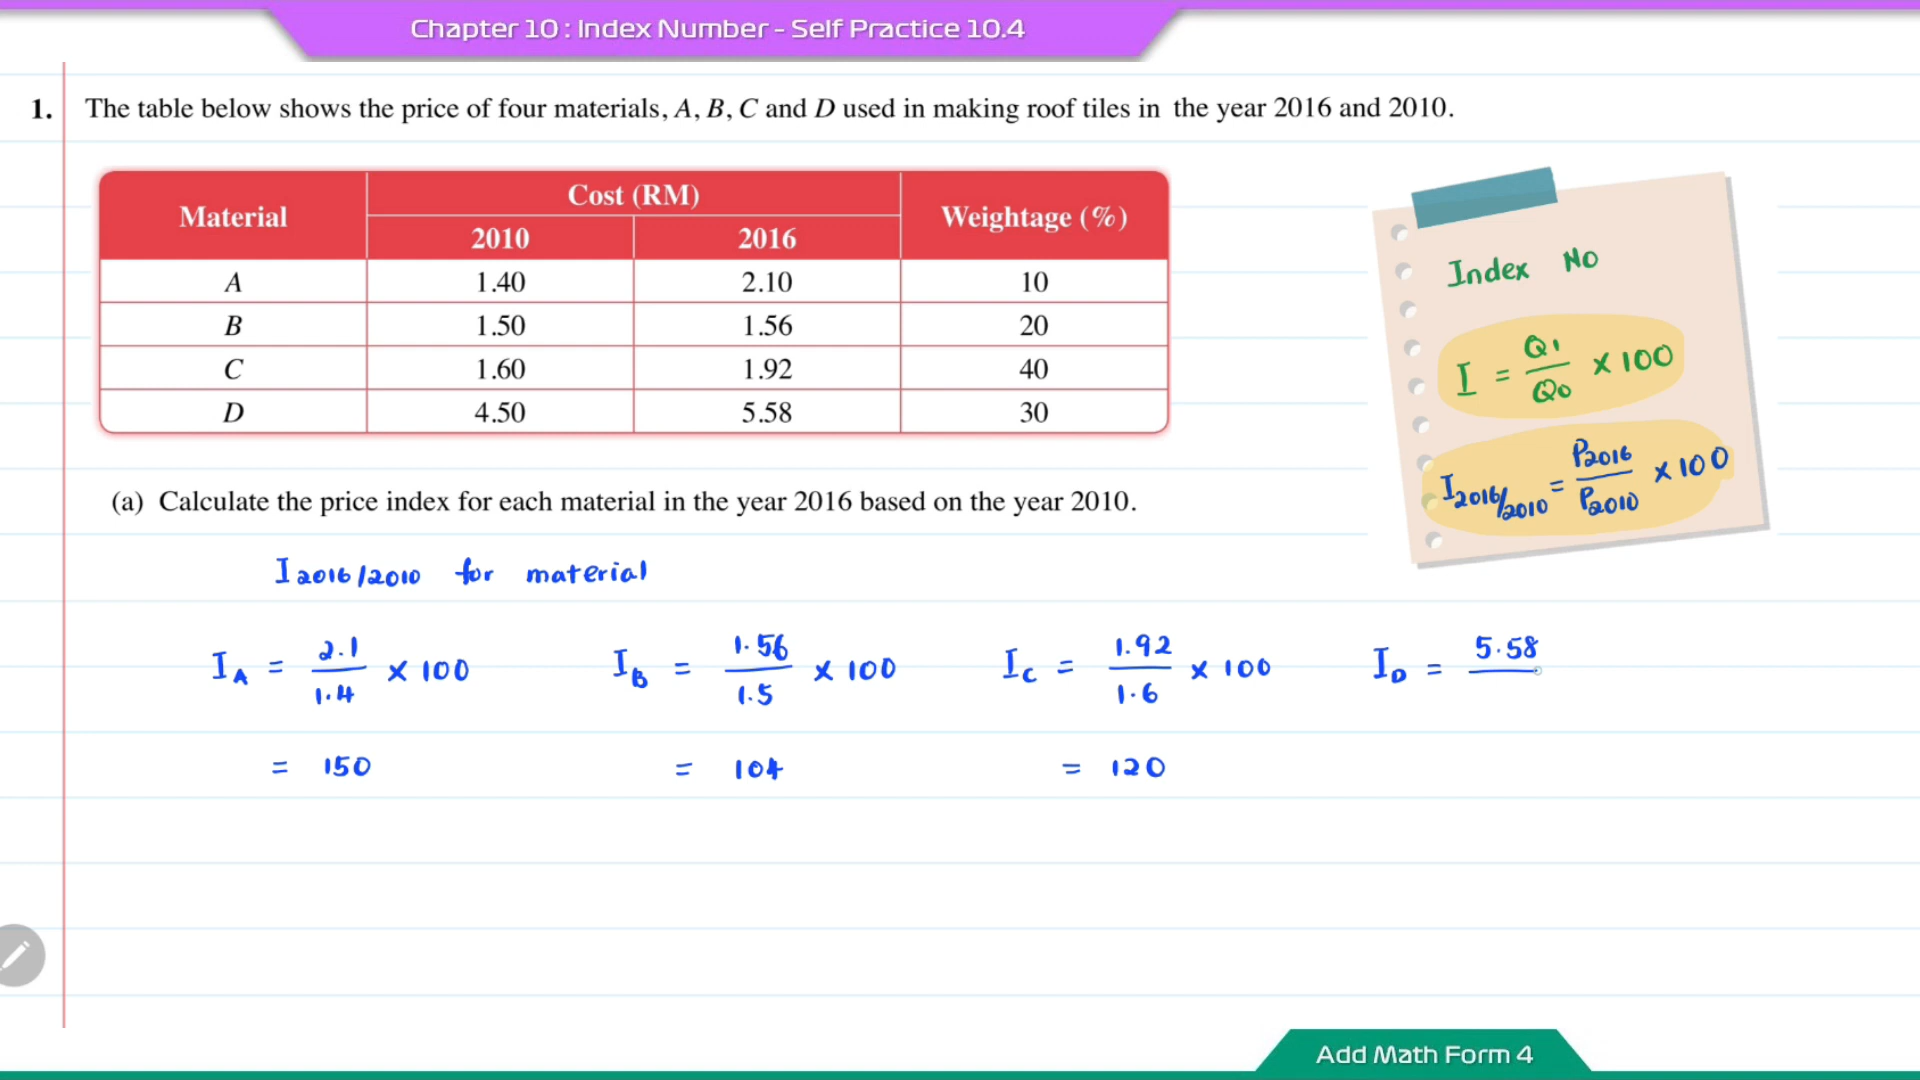 Chapter 10 : Index Number - Self Practice 10.4
1. The table below shows the price of four materials, A, B, C and D used in making roof tiles in the year 2016 and 2010.
Material Cost (RM) Weightage (%)
2010 2016
A 1.40 2.10 10
B 1.50 1.56 20
C 1.60 1.92 40
D 4.50 5.58 30
Index No
I = Q1/Q0 × 100
I2016/2010 = P2016/P2010 × 100
(a) Calculate the price index for each material in the year 2016 based on the year 2010.
I2016/2010 for material
IA = 2.1/1.4 × 100 IB = 1.56/1.5 × 100 IC = 1.92/1.6 × 100 ID = 5.58
= 150 = 104 = 120
Add Math Form 4